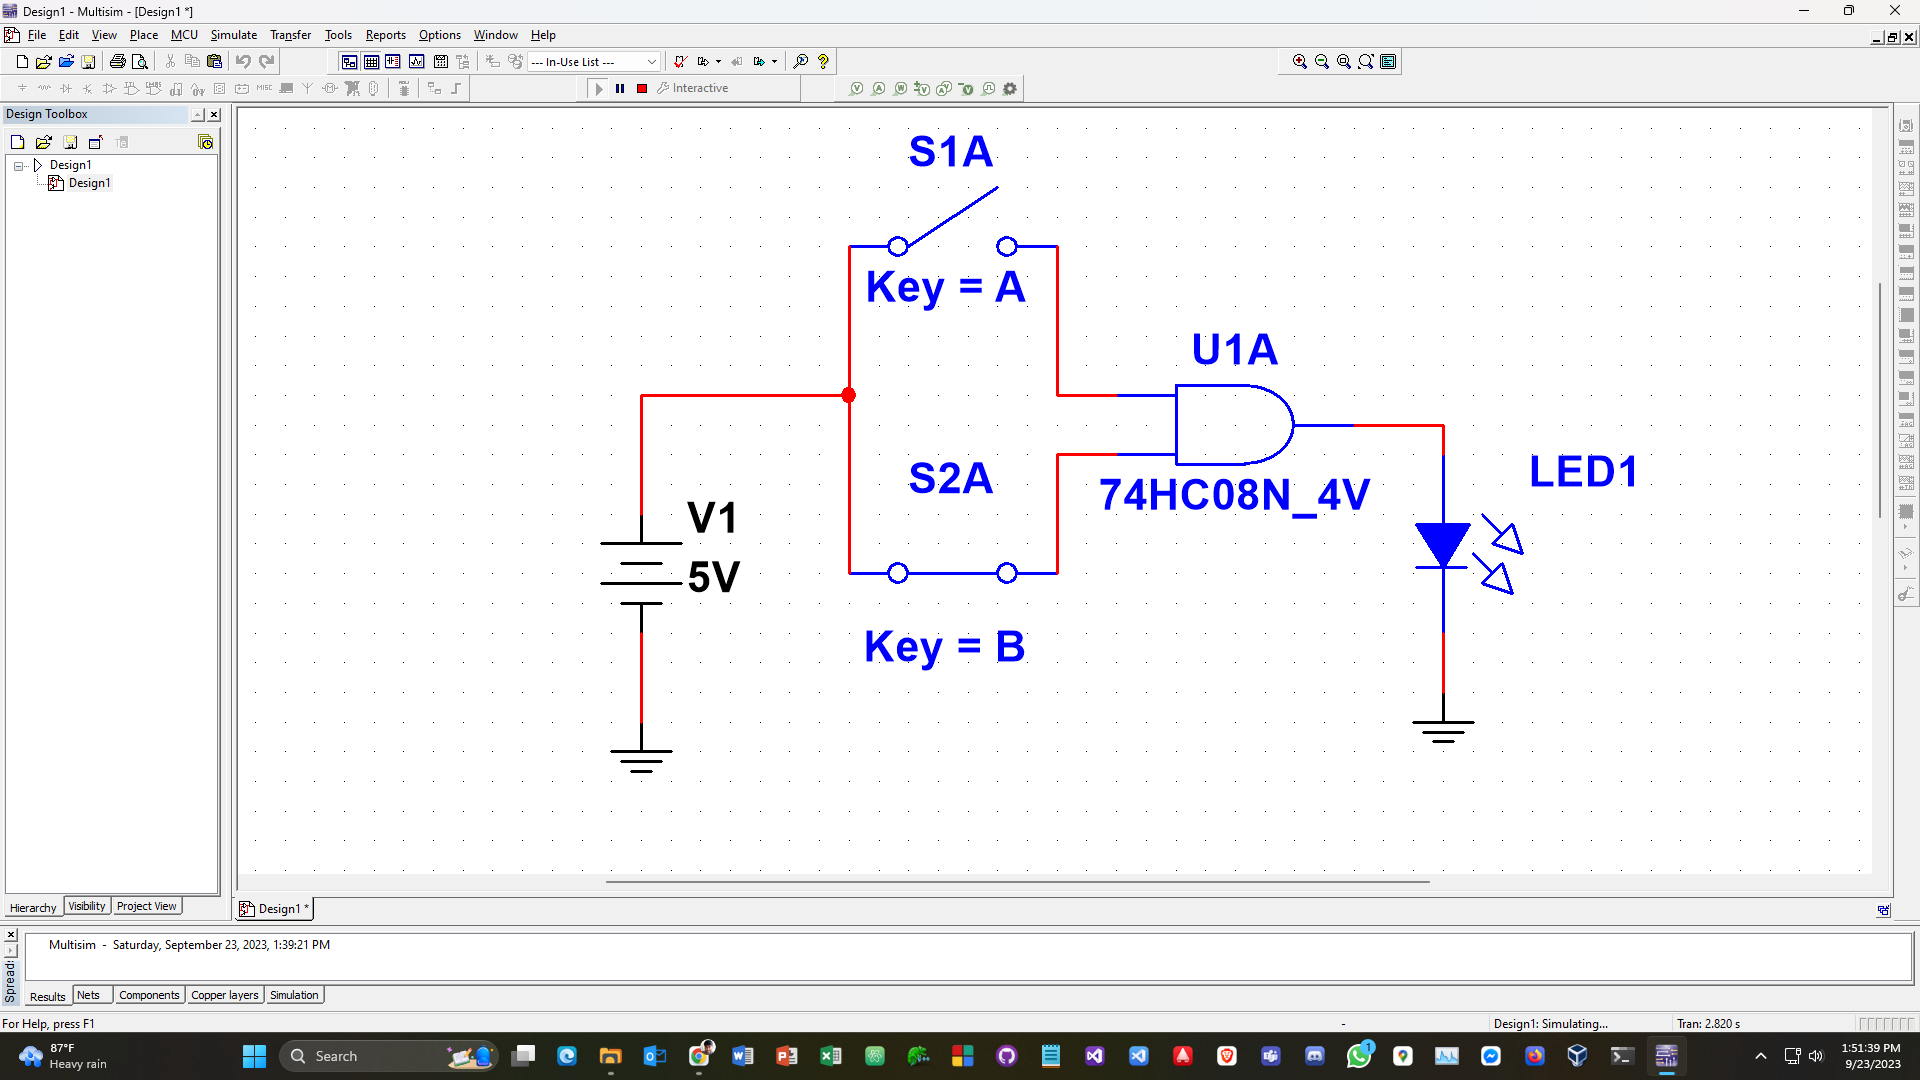 Design1 - Multisim - [Design1 *]
File Edit View Place MCU Simulate Transfer Tools Reports Options Window Help
--- In-Use List ---
Interactive
Design Toolbox
Design1
Design1
S1A
Key = A
U1A
S2A
LED1
74HC08N_4V
V1
5V
Key = B
Hierarchy Visibility Project View
Design1 *
Multisim - Saturday, September 23, 2023, 1:39:21 PM
Results Nets Components Copper layers Simulation
For Help, press F1
-
Design1: Simulating...
Tran: 2.820 s
87°F
Heavy rain
Search
1
1:51:39 PM
9/23/2023